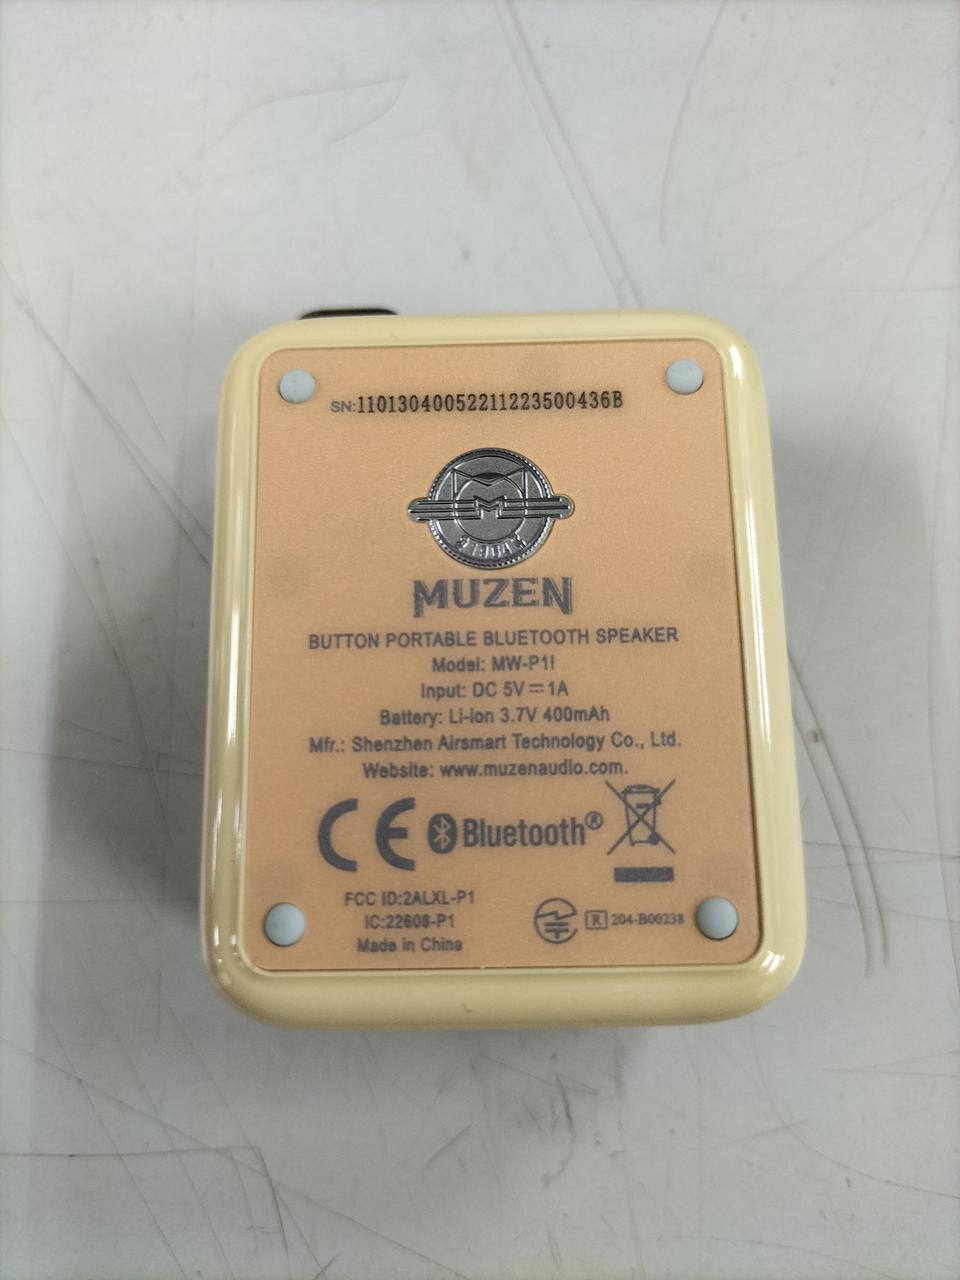 SN:11013040052211223500436B
M
MUZEN
BUTTON PORTABLE BLUETOOTH SPEAKER
Model: MW-P1I
Input: DC 5V⎓1A
Battery: Li-ion 3.7V 400mAh
Mfr.: Shenzhen Airsmart Technology Co., Ltd.
Website: www.muzenaudio.com.
CE Bluetooth®
FCC ID:2ALXL-P1
IC:22608-P1
Made in China
R 204-B00238